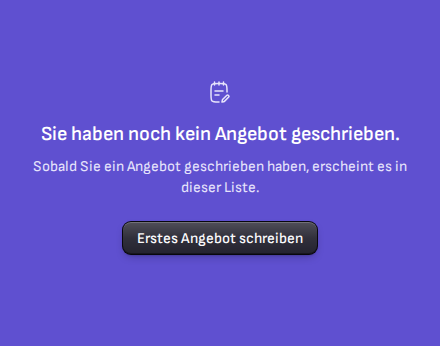 Sie haben noch kein Angebot geschrieben.
Sobald Sie ein Angebot geschrieben haben, erscheint es in
dieser Liste.
Erstes Angebot schreiben